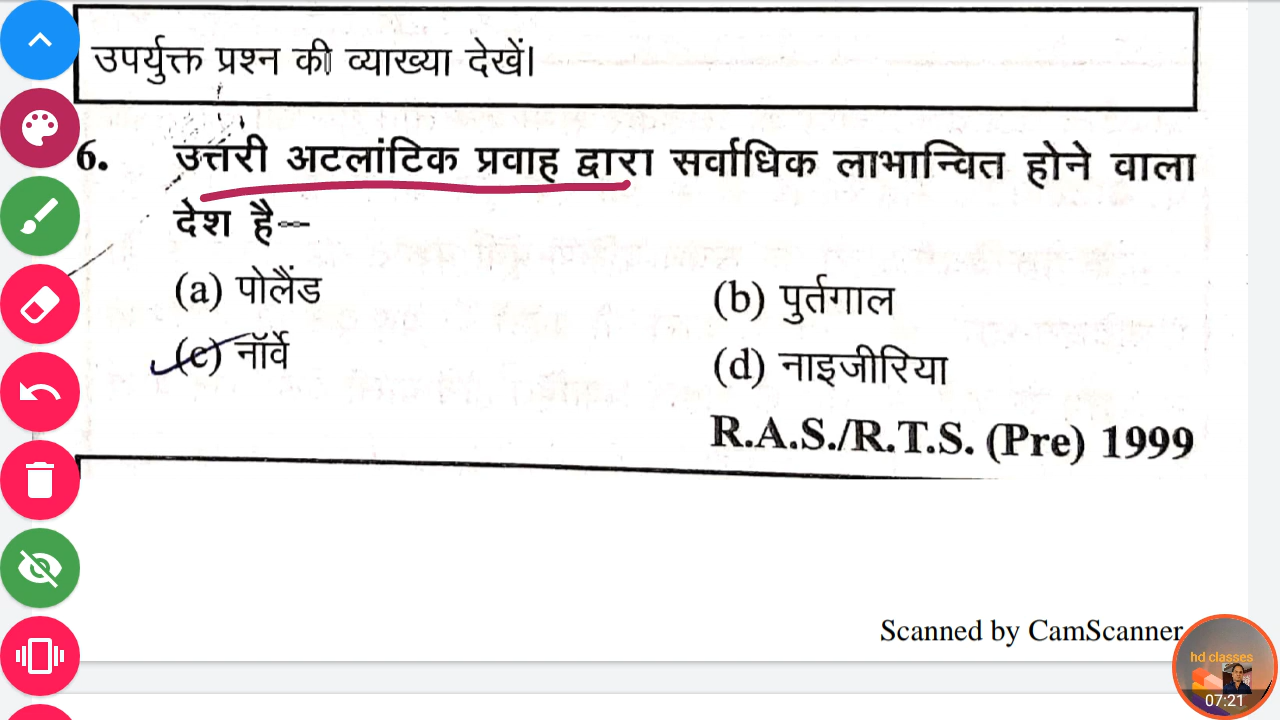 उपर्युक्त प्रश्न की व्याख्या देखें।
6. उत्तरी अटलांटिक प्रवाह द्वारा सर्वाधिक लाभान्वित होने वाला
देश है---
(a) पोलैंड
(b) पुर्तगाल
(c) नॉर्वे
(d) नाइजीरिया
R.A.S./R.T.S. (Pre) 1999
Scanned by CamScanner
hd classes
07:21